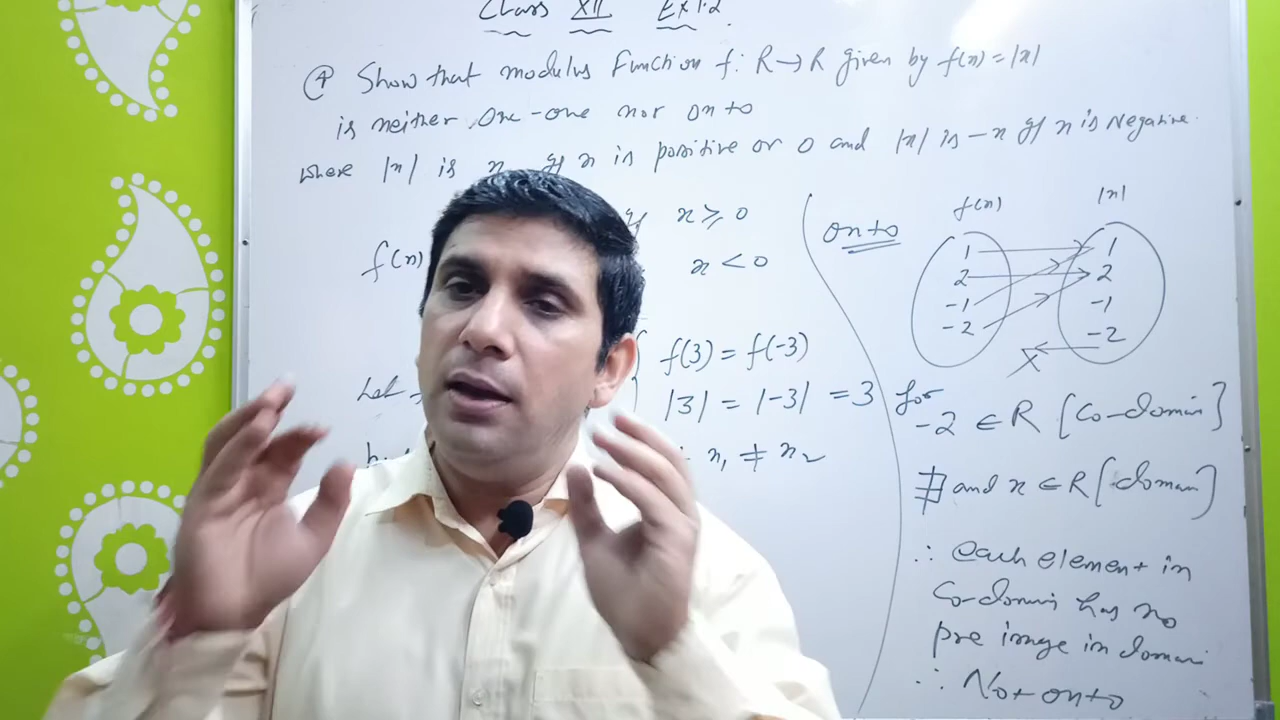 Class XII Ex 1.2
④ Show that modulus Function f: R→R given by f(x) = |x|
is neither one-one nor onto
where |x| is x, if x is positive or 0 and |x| is -x if x is Negative.
if x ≥ 0
f(x) x < 0
f(3) = f(-3)
Let |3| = |-3| = 3
x₁ ≠ x₂
onto
f(x) |x|
1 1
2 2
-1 -1
-2 -2
for
-2 ∈ R [Co-domain]
∄ and x ∈ R [domain]
∴ each element in
Co-domain has no
pre image in domain
∴ Not onto